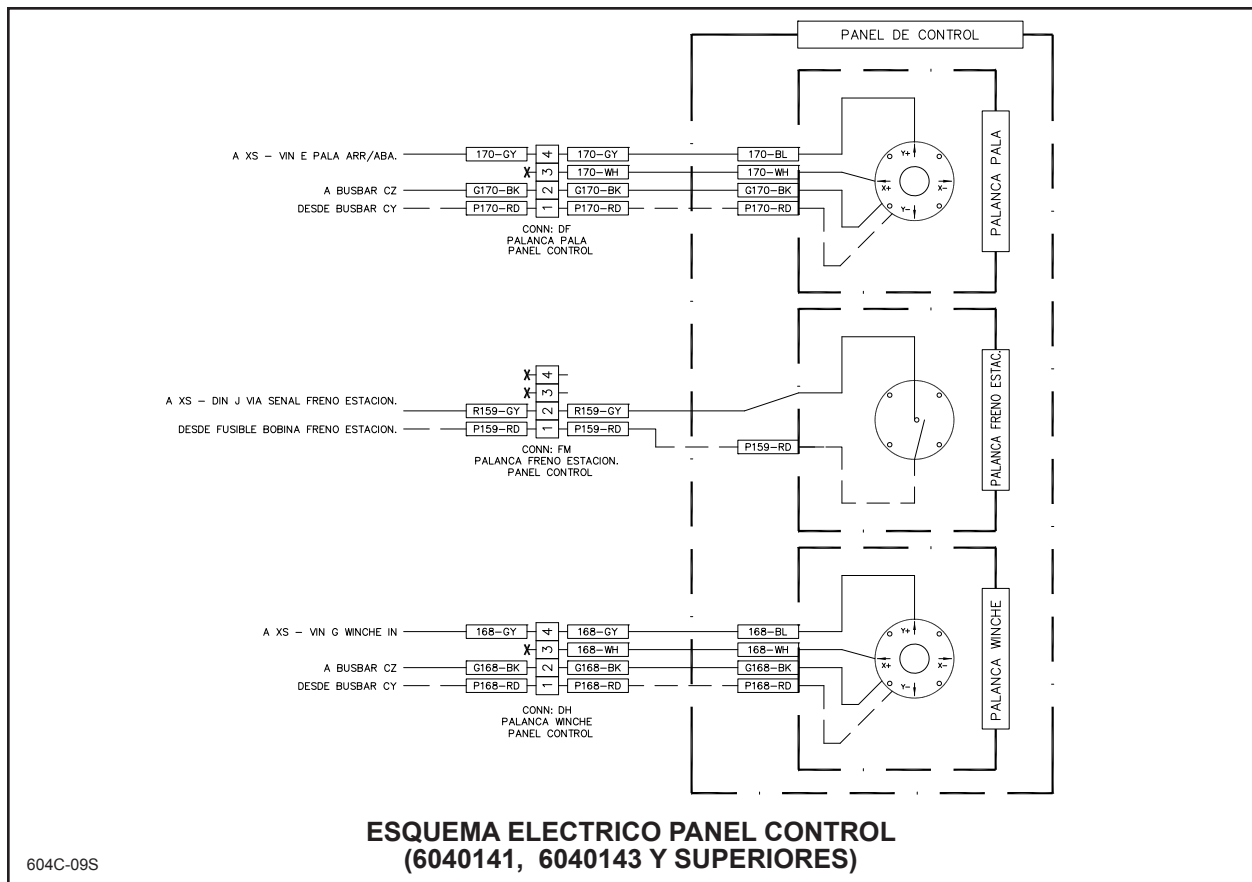 PANEL DE CONTROL
A XS - VIN E PALA ARR/ABA.
170-GY 4 170-GY 170-BL
X 3 170-WH 170-WH
A BUSBAR CZ G170-BK 2 G170-BK G170-BK
DESDE BUSBAR CY P170-RD 1 P170-RD P170-RD
CONN: DF
PALANCA PALA
PANEL CONTROL
Y+
X+ X-
Y-
PALANCA PALA
X 4
X 3
A XS - DIN J VIA SENAL FRENO ESTACION.
R159-GY 2 R159-GY
DESDE FUSIBLE BOBINA FRENO ESTACION. P159-RD 1 P159-RD
P159-RD
CONN: FM
PALANCA FRENO ESTACION.
PANEL CONTROL
PALANCA FRENO ESTAC.
A XS - VIN G WINCHE IN 168-GY 4 168-GY 168-BL
X 3 168-WH 168-WH
A BUSBAR CZ G168-BK 2 G168-BK G168-BK
DESDE BUSBAR CY P168-RD 1 P168-RD P168-RD
CONN: DH
PALANCA WINCHE
PANEL CONTROL
Y+
X+ X-
Y-
PALANCA WINCHE
ESQUEMA ELECTRICO PANEL CONTROL
(6040141, 6040143 Y SUPERIORES)
604C-09S